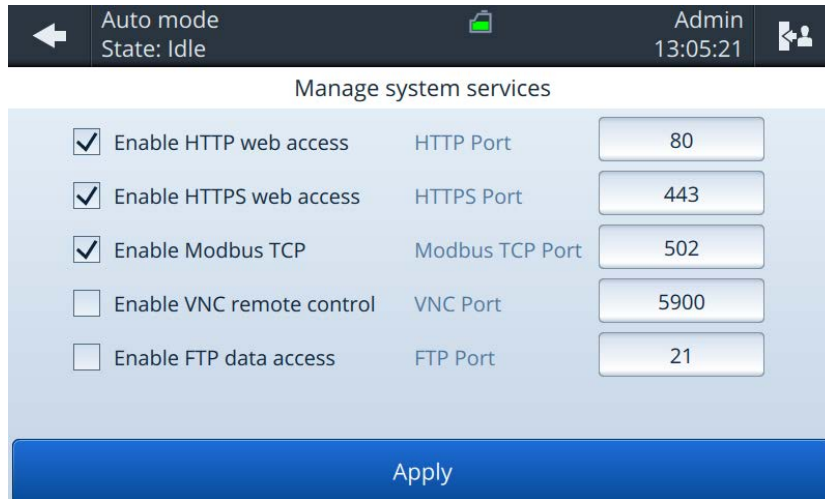 Auto mode
State: Idle
Admin
13:05:21
Manage system services
Enable HTTP web access HTTP Port 80
Enable HTTPS web access HTTPS Port 443
Enable Modbus TCP Modbus TCP Port 502
Enable VNC remote control VNC Port 5900
Enable FTP data access FTP Port 21
Apply